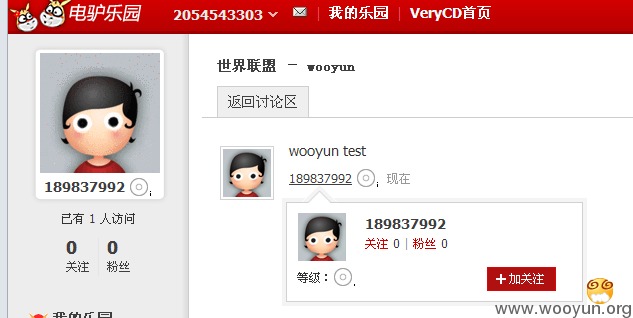 电驴乐园 2054543303 我的乐园 | VeryCD首页
世界联盟 － wooyun
返回讨论区
189837992
已有 1 人访问
0 0
关注 粉丝
我的乐园
wooyun test
189837992 现在
189837992
关注 0 | 粉丝 0
等级：
+加关注
www.wooyun.org